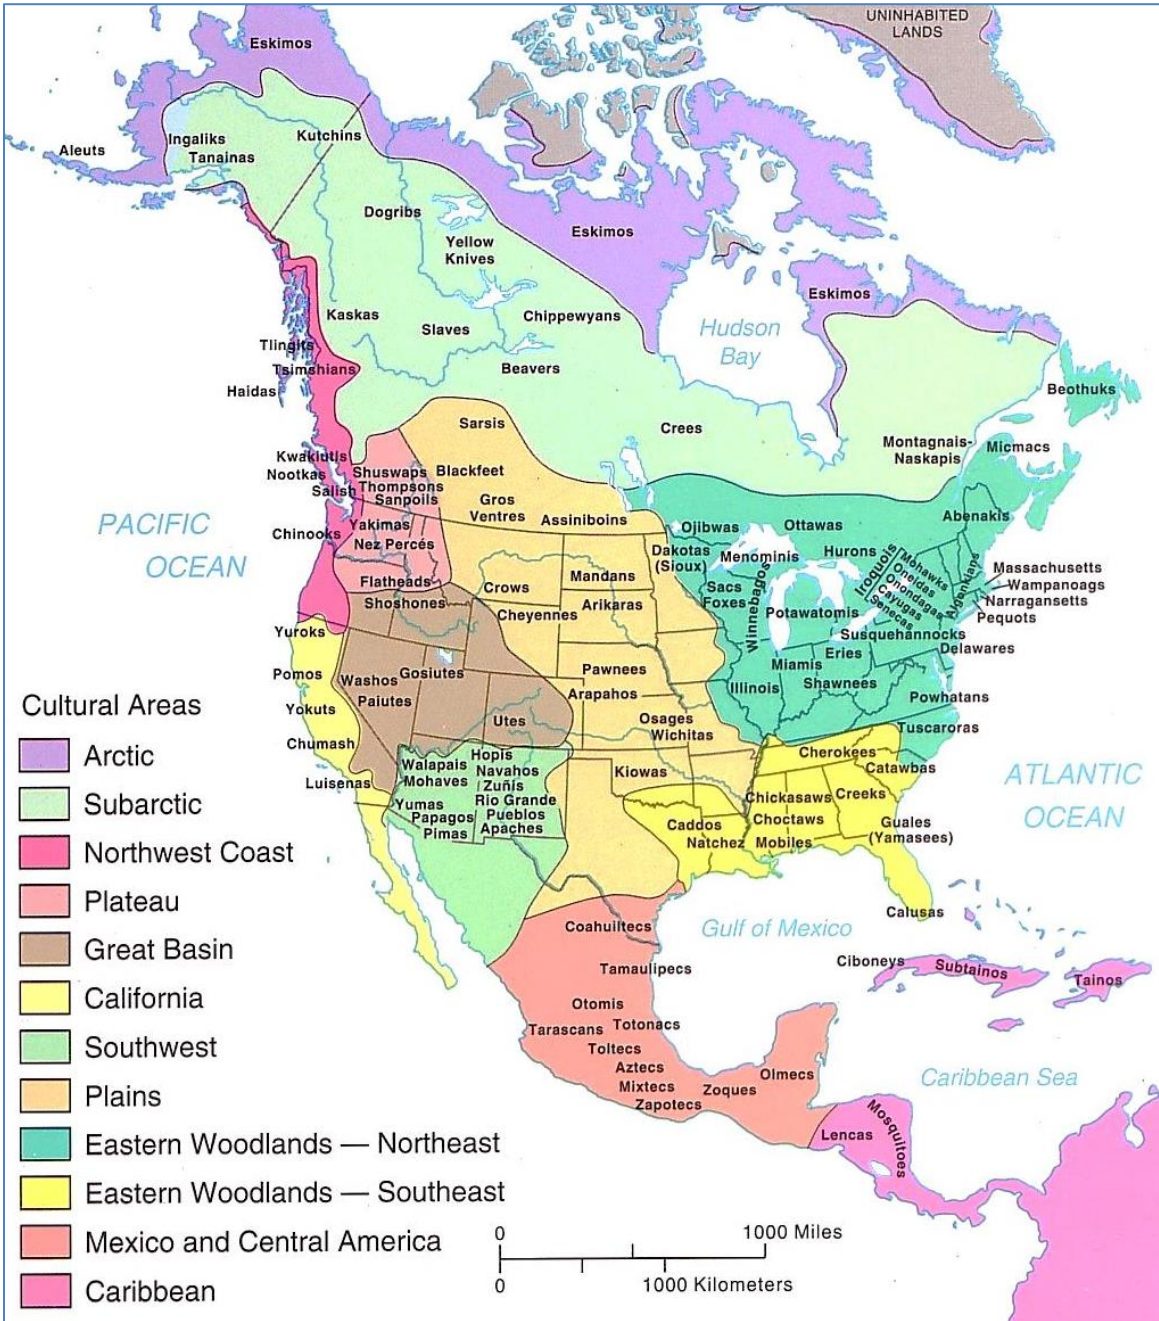 UNINHABITED
LANDS
Eskimos
Aleuts
Ingaliks
Tanainas
Kutchins
Dogribs
Yellow
Knives
Eskimos
Eskimos
Kaskas
Slaves
Chippewyans
Beavers
Hudson
Bay
Tlingits
Tsimshians
Haidas
Beothuks
Sarsis
Crees
Montagnais-
Naskapis
Micmacs
Kwakiutls
Nootkas
Salish
Shuswaps
Thompsons
Sanpoils
Blackfeet
Gros
Ventres
Assiniboins
PACIFIC
OCEAN
Chinooks
Yakimas
Nez Percés
Flatheads
Ojibwas
Ottawas
Abenakis
Dakotas
(Sioux)
Menominis
Winnebagos
Hurons
Iroquois
Mohawks
Oneidas
Onondagas
Cayugas
Senecas
Algenkians
Massachusetts
Wampanoags
Narragansetts
Pequots
Crows
Mandans
Cheyennes
Arikaras
Sacs
Foxes
Potawatomis
Susquehannocks
Delawares
Shoshones
Yuroks
Pomos
Yokuts
Chumash
Luisenas
Washos
Gosiutes
Paiutes
Utes
Pawnees
Arapahos
Osages
Wichitas
Kiowas
Miamis
Eries
Illinois
Shawnees
Powhatans
Tuscaroras
Cherokees
Catawbas
Walapais
Mohaves
Hopis
Navahos
Zuñis
Rio Grande
Pueblos
Apaches
Yumas
Papagos
Pimas
Chickasaws
Creeks
Choctaws
Caddos
Natchez
Mobiles
Guales
(Yamasees)
Calusas
ATLANTIC
OCEAN
Gulf of Mexico
Coahuiltecs
Tamaulipecs
Otomis
Tarascans
Totonacs
Toltecs
Aztecs
Mixtecs
Zapotecs
Zoques
Olmecs
Ciboneys
Subtainos
Tainos
Caribbean Sea
Lencas
Mosquitoes
Cultural Areas
Arctic
Subarctic
Northwest Coast
Plateau
Great Basin
California
Southwest
Plains
Eastern Woodlands — Northeast
Eastern Woodlands — Southeast
Mexico and Central America
Caribbean
0
1000 Miles
0
1000 Kilometers